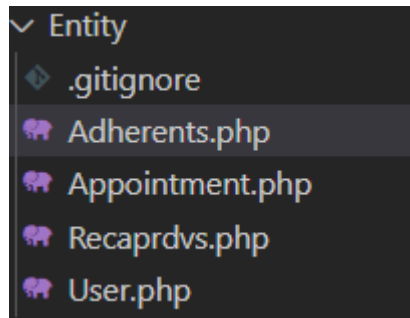 Entity
.gitignore
Adherents.php
Appointment.php
Recaprdvs.php
User.php